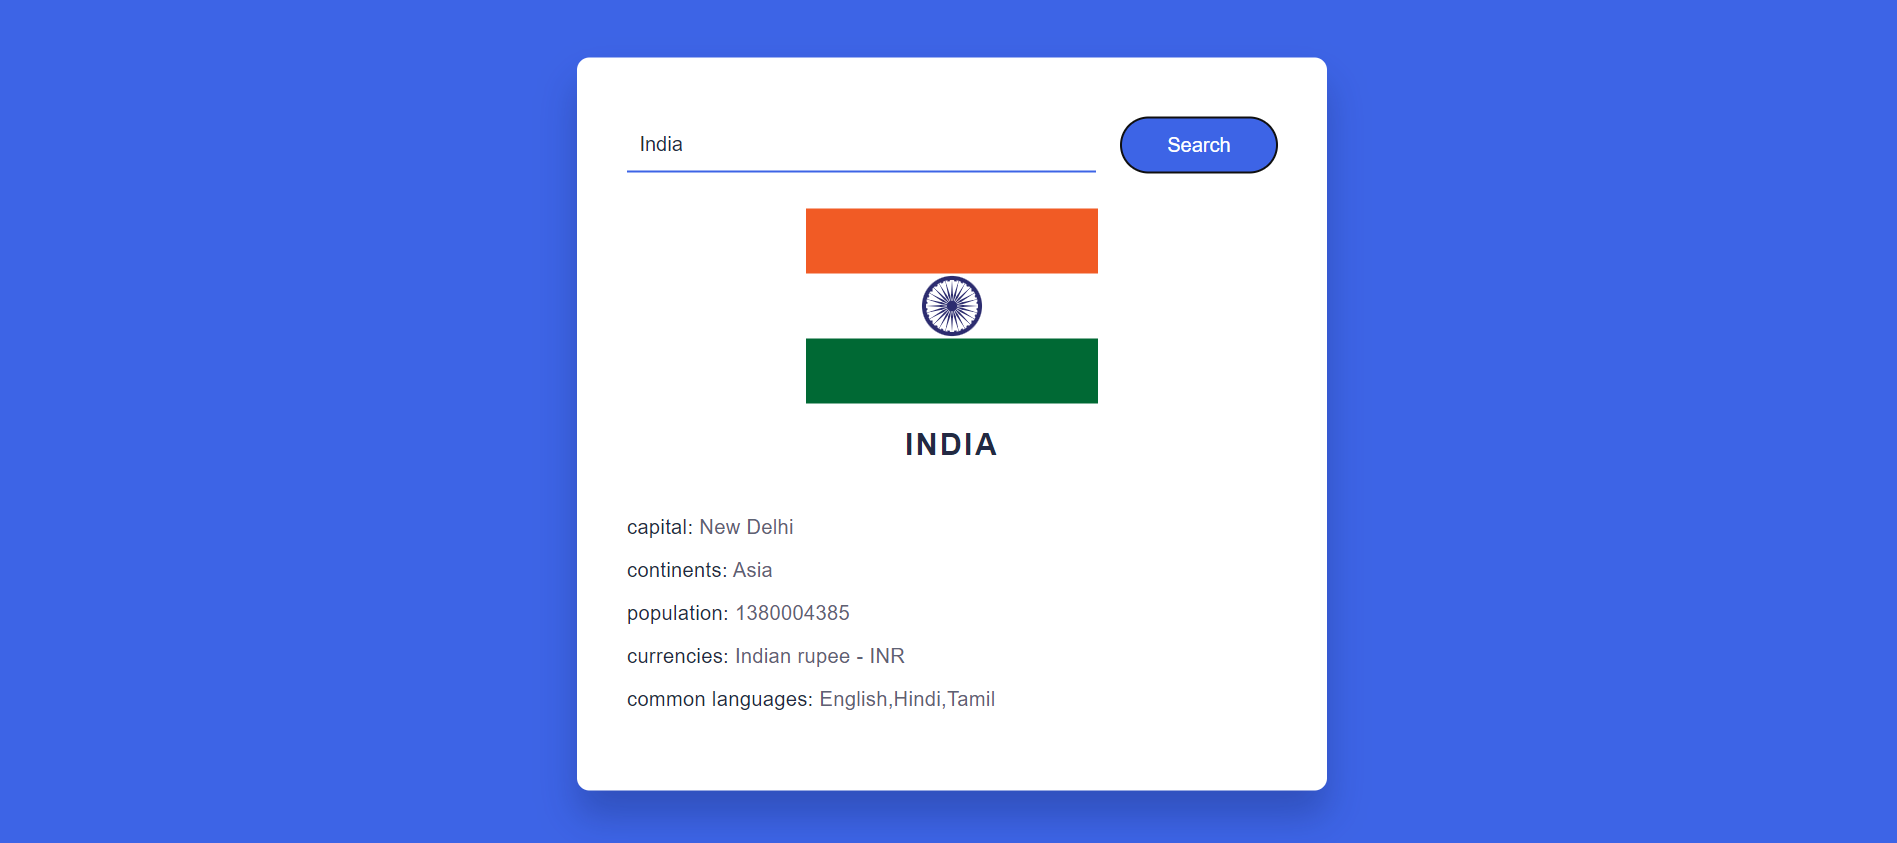 India
Search
INDIA
capital: New Delhi
continents: Asia
population: 1380004385
currencies: Indian rupee - INR
common languages: English,Hindi,Tamil